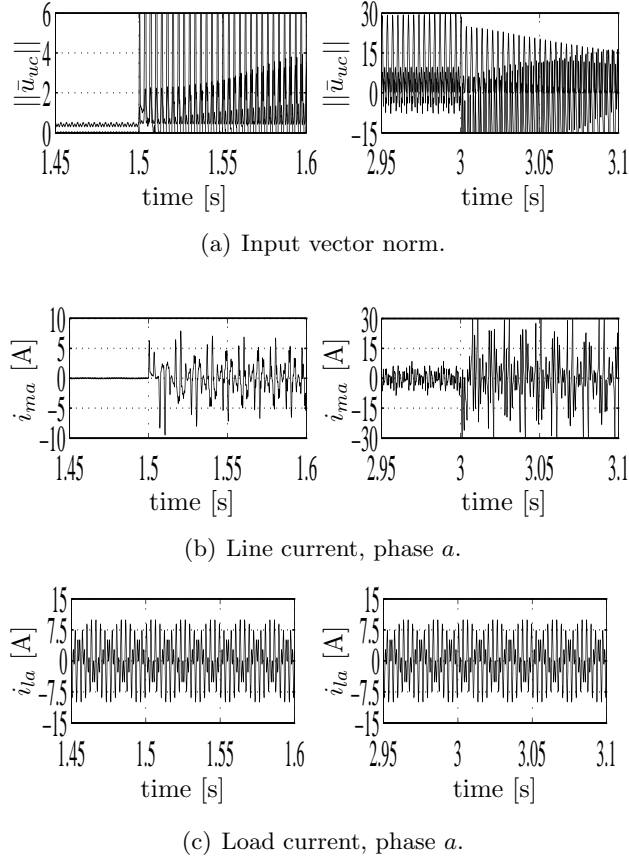 ||ū_uc||
6
4
2
0
1.45 1.5 1.55 1.6
time [s]
||ū_uc||
30
15
0
−15
2.95 3 3.05 3.1
time [s]
(a) Input vector norm.
i_ma [A]
10
5
0
−5
−10
1.45 1.5 1.55 1.6
time [s]
i_ma [A]
30
15
0
−15
−30
2.95 3 3.05 3.1
time [s]
(b) Line current, phase a.
i_la [A]
15
7.5
0
−7.5
−15
1.45 1.5 1.55 1.6
time [s]
i_la [A]
15
7.5
0
−7.5
−15
2.95 3 3.05 3.1
time [s]
(c) Load current, phase a.